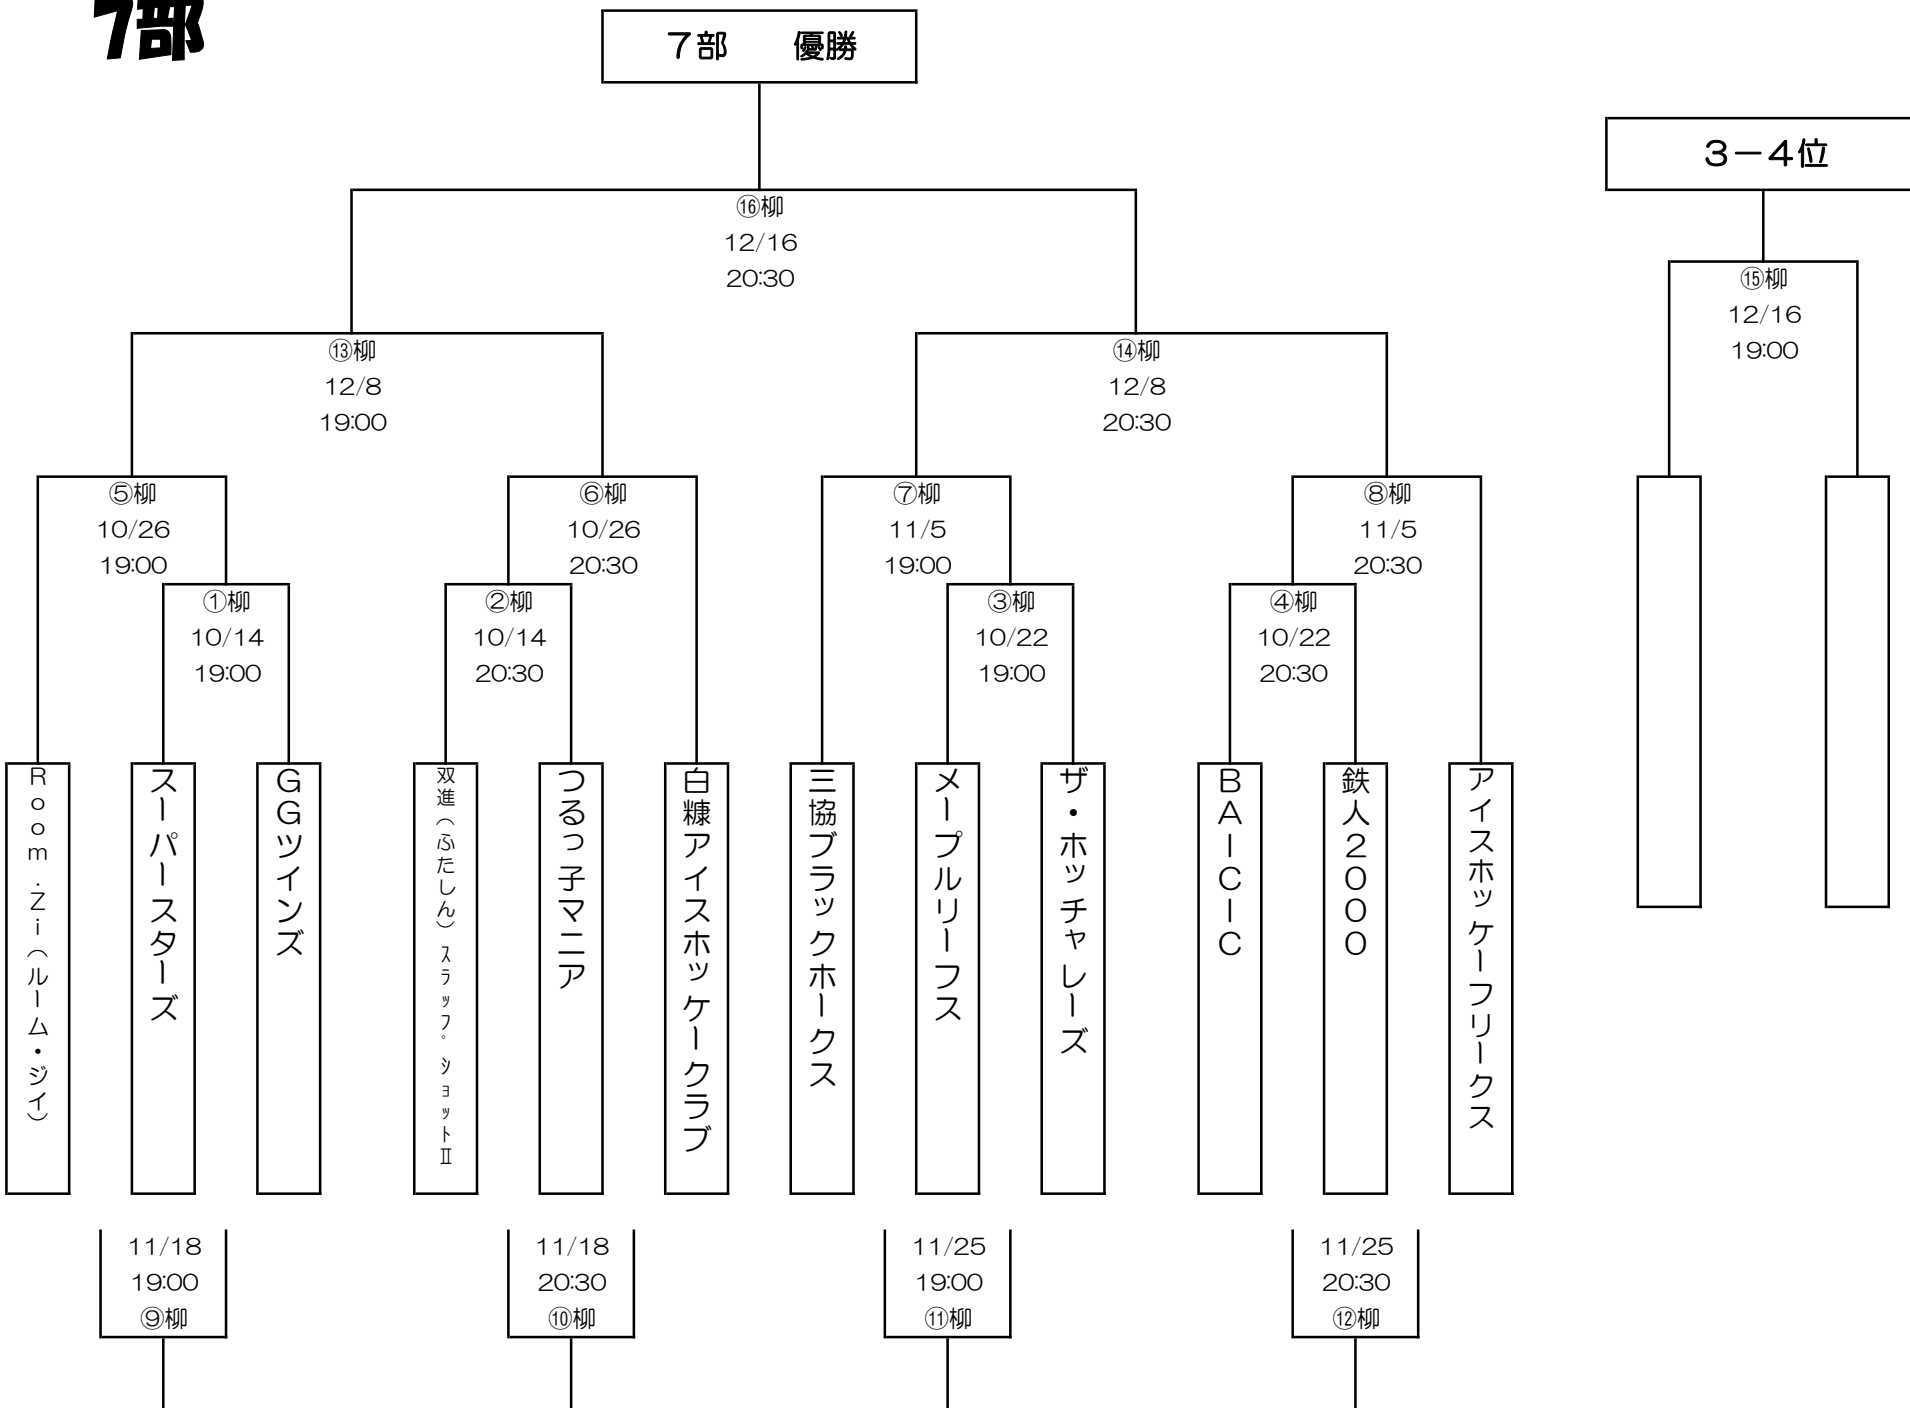 7部
７部　　優勝
３－４位
⑯柳
12/16
20:30
⑮柳
12/16
19:00
⑬柳
12/8
19:00
⑭柳
12/8
20:30
⑤柳
10/26
19:00
⑥柳
10/26
20:30
⑦柳
11/5
19:00
⑧柳
11/5
20:30
①柳
10/14
19:00
②柳
10/14
20:30
③柳
10/22
19:00
④柳
10/22
20:30
Ｒｏｏｍ．Ｚｉ（ルーム・ジイ）
スーパースターズ
ＧＧツインズ
双進（ふたしん）ｽﾗｯﾌﾟｼｮｯﾄⅡ
つるっ子マニア
白糠アイスホッケークラブ
三協ブラックホークス
メープルリーフス
ザ・ホッチャレーズ
ＢＡＩＣＩＣ
鉄人２０００
アイスホッケーフリークス
11/18
19:00
⑨柳
11/18
20:30
⑩柳
11/25
19:00
⑪柳
11/25
20:30
⑫柳